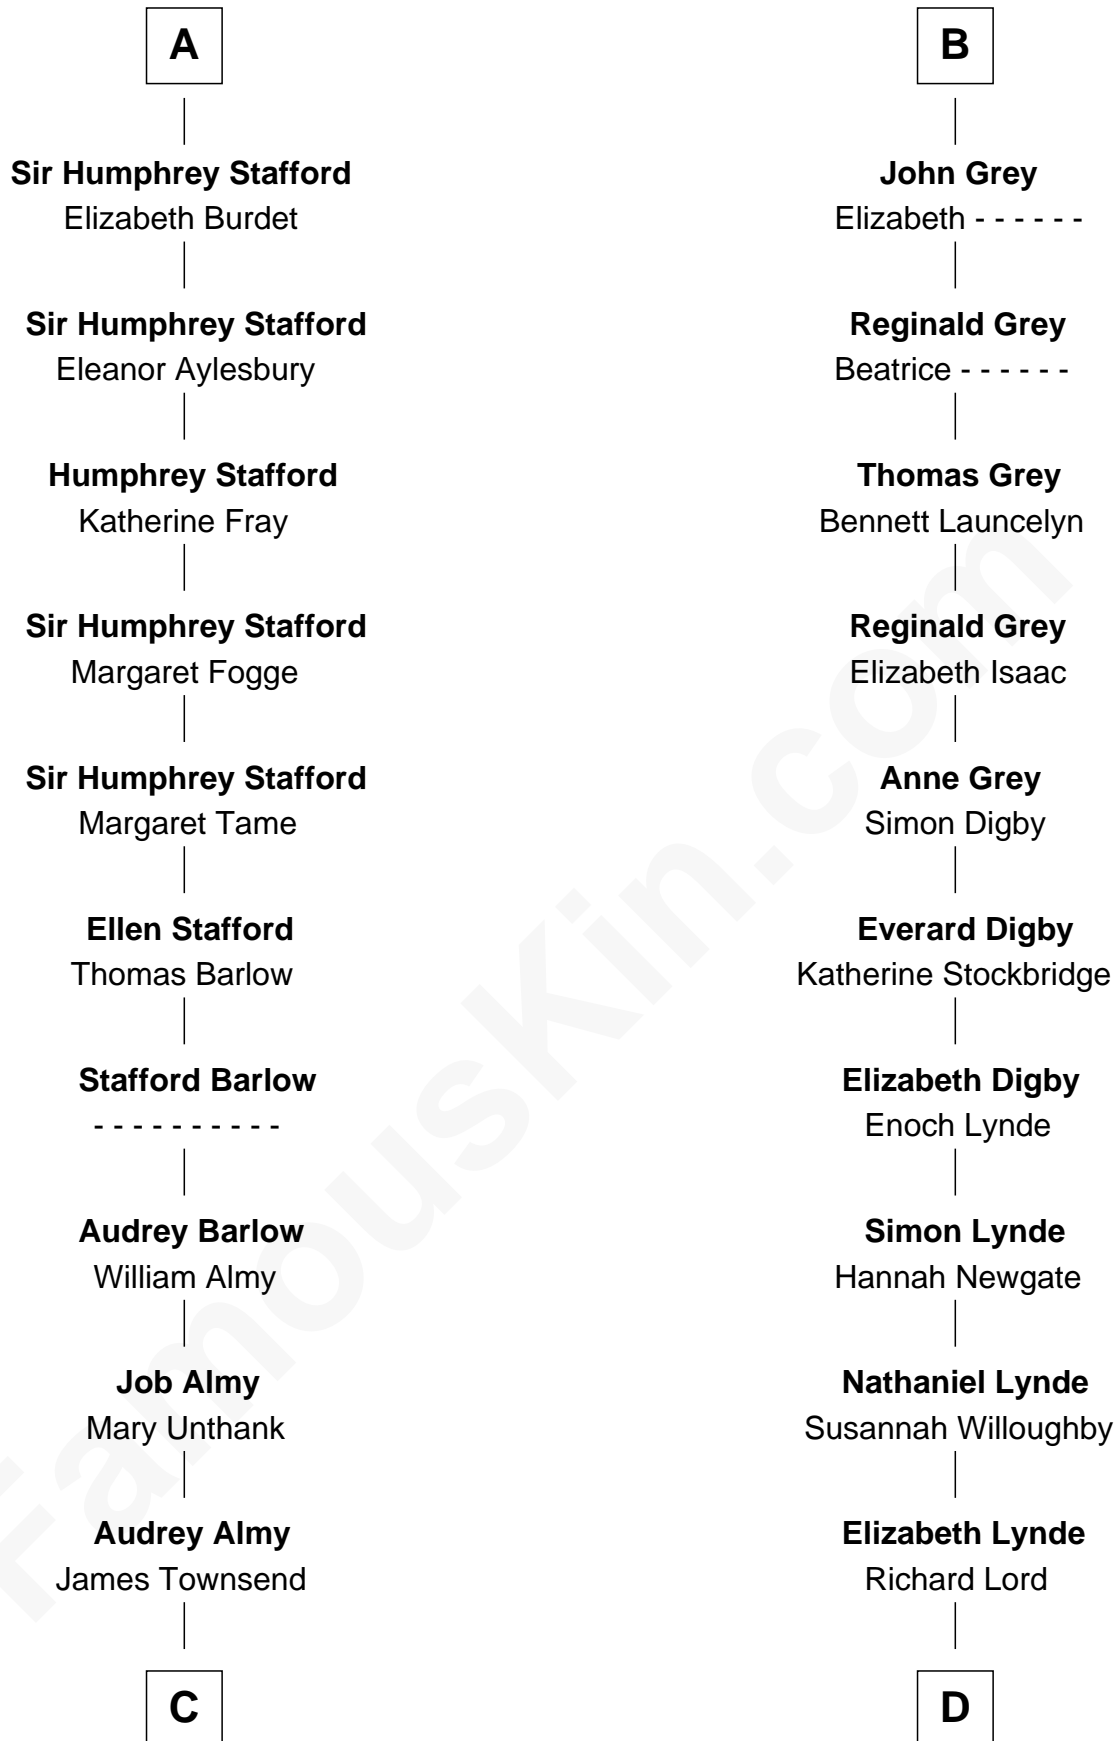 A
Sir Humphrey Stafford
Elizabeth Burdet
Sir Humphrey Stafford
Eleanor Aylesbury
Humphrey Stafford
Katherine Fray
Sir Humphrey Stafford
Margaret Fogge
Sir Humphrey Stafford
Margaret Tame
Ellen Stafford
Thomas Barlow
Stafford Barlow
- - - - - - - - - -
Audrey Barlow
William Almy
Job Almy
Mary Unthank
Audrey Almy
James Townsend
C
B
John Grey
Elizabeth - - - - - -
Reginald Grey
Beatrice - - - - - -
Thomas Grey
Bennett Launcelyn
Reginald Grey
Elizabeth Isaac
Anne Grey
Simon Digby
Everard Digby
Katherine Stockbridge
Elizabeth Digby
Enoch Lynde
Simon Lynde
Hannah Newgate
Nathaniel Lynde
Susannah Willoughby
Elizabeth Lynde
Richard Lord
D
FamousKin.com